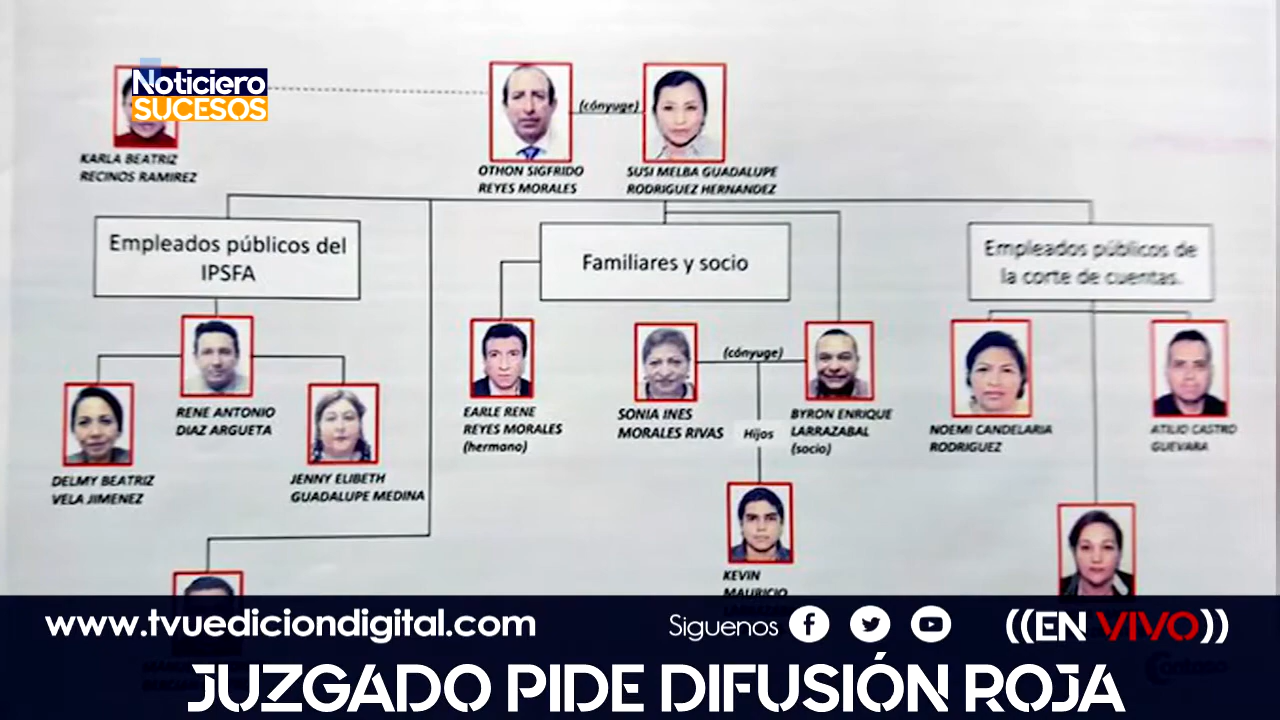 Noticiero
SUCESOS
(cónyuge)
KARLA BEATRIZ
RECINOS RAMIREZ
OTHON SIGFRIDO
REYES MORALES
SUSI MELBA GUADALUPE
RODRIGUEZ HERNANDEZ
Empleados públicos del
IPSFA
Familiares y socio
Empleados públicos de
la corte de cuentas.
RENE ANTONIO
DIAZ ARGUETA
DELMY BEATRIZ
VELA JIMENEZ
JENNY ELIBETH
GUADALUPE MEDINA
EARLE RENE
REYES MORALES
(hermano)
(cónyuge)
SONIA INES
MORALES RIVAS
Hijos
BYRON ENRIQUE
LARRAZABAL
(socio)
NOEMI CANDELARIA
RODRIGUEZ
ATILIO CASTRO
GUEVARA
KEVIN
MAURICIO
www.tvuediciondigital.com
Siguenos
((EN VIVO))
JUZGADO PIDE DIFUSIÓN ROJA